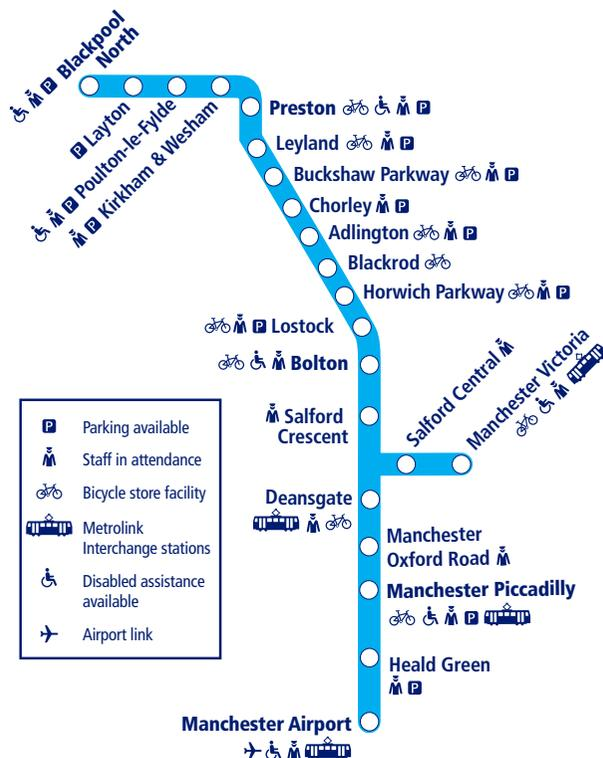 Blackpool
North
Layton
Poulton-le-Fylde
Kirkham & Wesham
Preston
Leyland
Buckshaw Parkway
Chorley
Adlington
Blackrod
Horwich Parkway
Lostock
Bolton
Salford
Crescent
Salford Central
Manchester Victoria
Deansgate
Manchester
Oxford Road
Manchester Piccadilly
Heald Green
Manchester Airport
P Parking available
Staff in attendance
Bicycle store facility
Metrolink
Interchange stations
Disabled assistance
available
Airport link